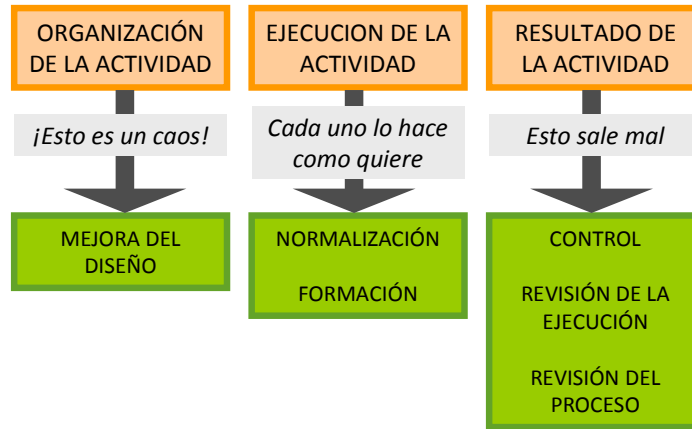 ORGANIZACIÓN
DE LA ACTIVIDAD
¡Esto es un caos!
MEJORA DEL
DISEÑO
EJECUCION DE LA
ACTIVIDAD
Cada uno lo hace
como quiere
NORMALIZACIÓN
FORMACIÓN
RESULTADO DE
LA ACTIVIDAD
Esto sale mal
CONTROL
REVISIÓN DE LA
EJECUCIÓN
REVISIÓN DEL
PROCESO